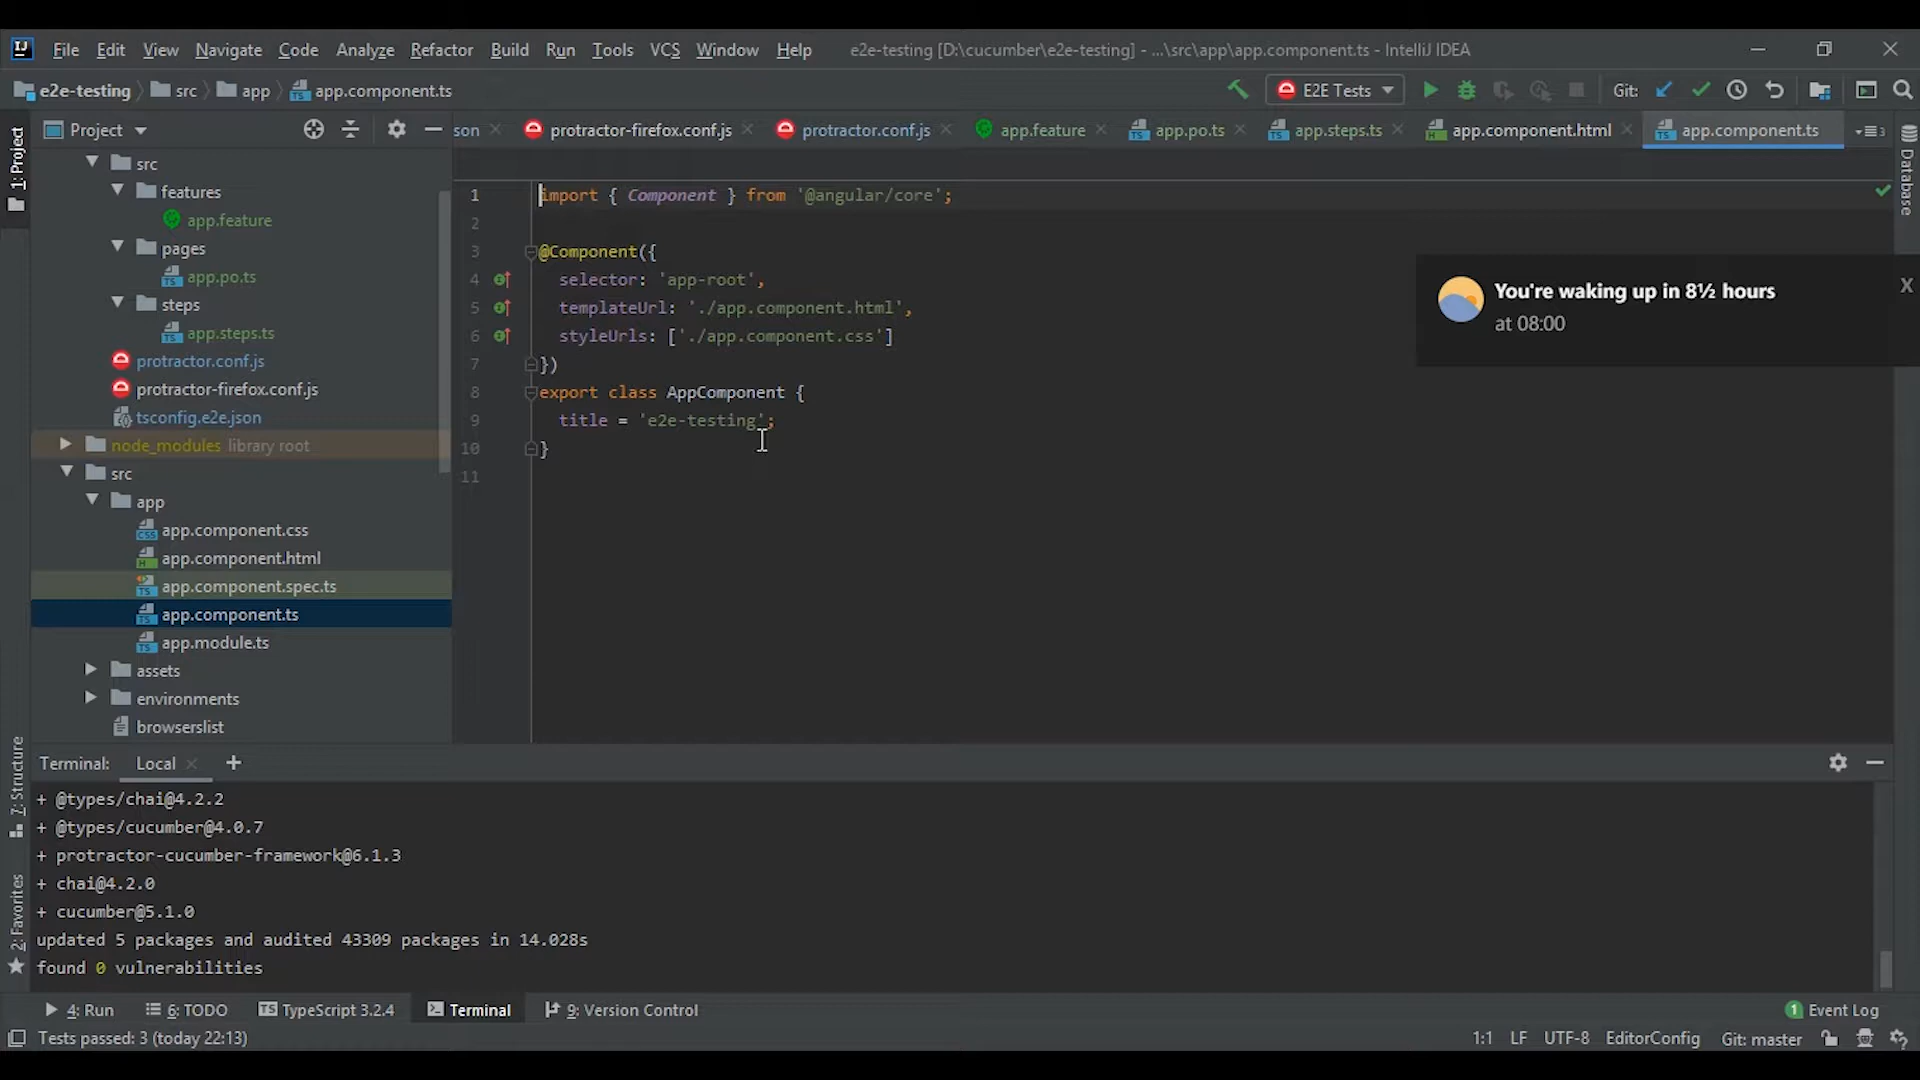 File Edit View Navigate Code Analyze Refactor Build Run Tools VCS Window Help e2e-testing [D:\cucumber\e2e-testing] - ...\src\app\app.component.ts - IntelliJ IDEA
e2e-testing src app app.component.ts E2E Tests Git:
Project son protractor-firefox.conf.js protractor.conf.js app.feature app.po.ts app.steps.ts app.component.html app.component.ts 3
1: Project
Database
src
features
app.feature
pages
app.po.ts
steps
app.steps.ts
protractor.conf.js
protractor-firefox.conf.js
tsconfig.e2e.json
node_modules library root
src
app
app.component.css
app.component.html
app.component.spec.ts
app.component.ts
app.module.ts
assets
environments
browserslist
1 import { Component } from '@angular/core';
2
3 @Component({
4 selector: 'app-root',
5 templateUrl: './app.component.html',
6 styleUrls: ['./app.component.css']
7 })
8 export class AppComponent {
9 title = 'e2e-testing';
10 }
11
You're waking up in 8½ hours X
at 08:00
7: Structure
2: Favorites
Terminal: Local +
+ @types/chai@4.2.2
+ @types/cucumber@4.0.7
+ protractor-cucumber-framework@6.1.3
+ chai@4.2.0
+ cucumber@5.1.0
updated 5 packages and audited 43309 packages in 14.028s
found 0 vulnerabilities
4: Run 6: TODO TypeScript 3.2.4 Terminal 9: Version Control 1 Event Log
Tests passed: 3 (today 22:13) 1:1 LF UTF-8 EditorConfig Git: master